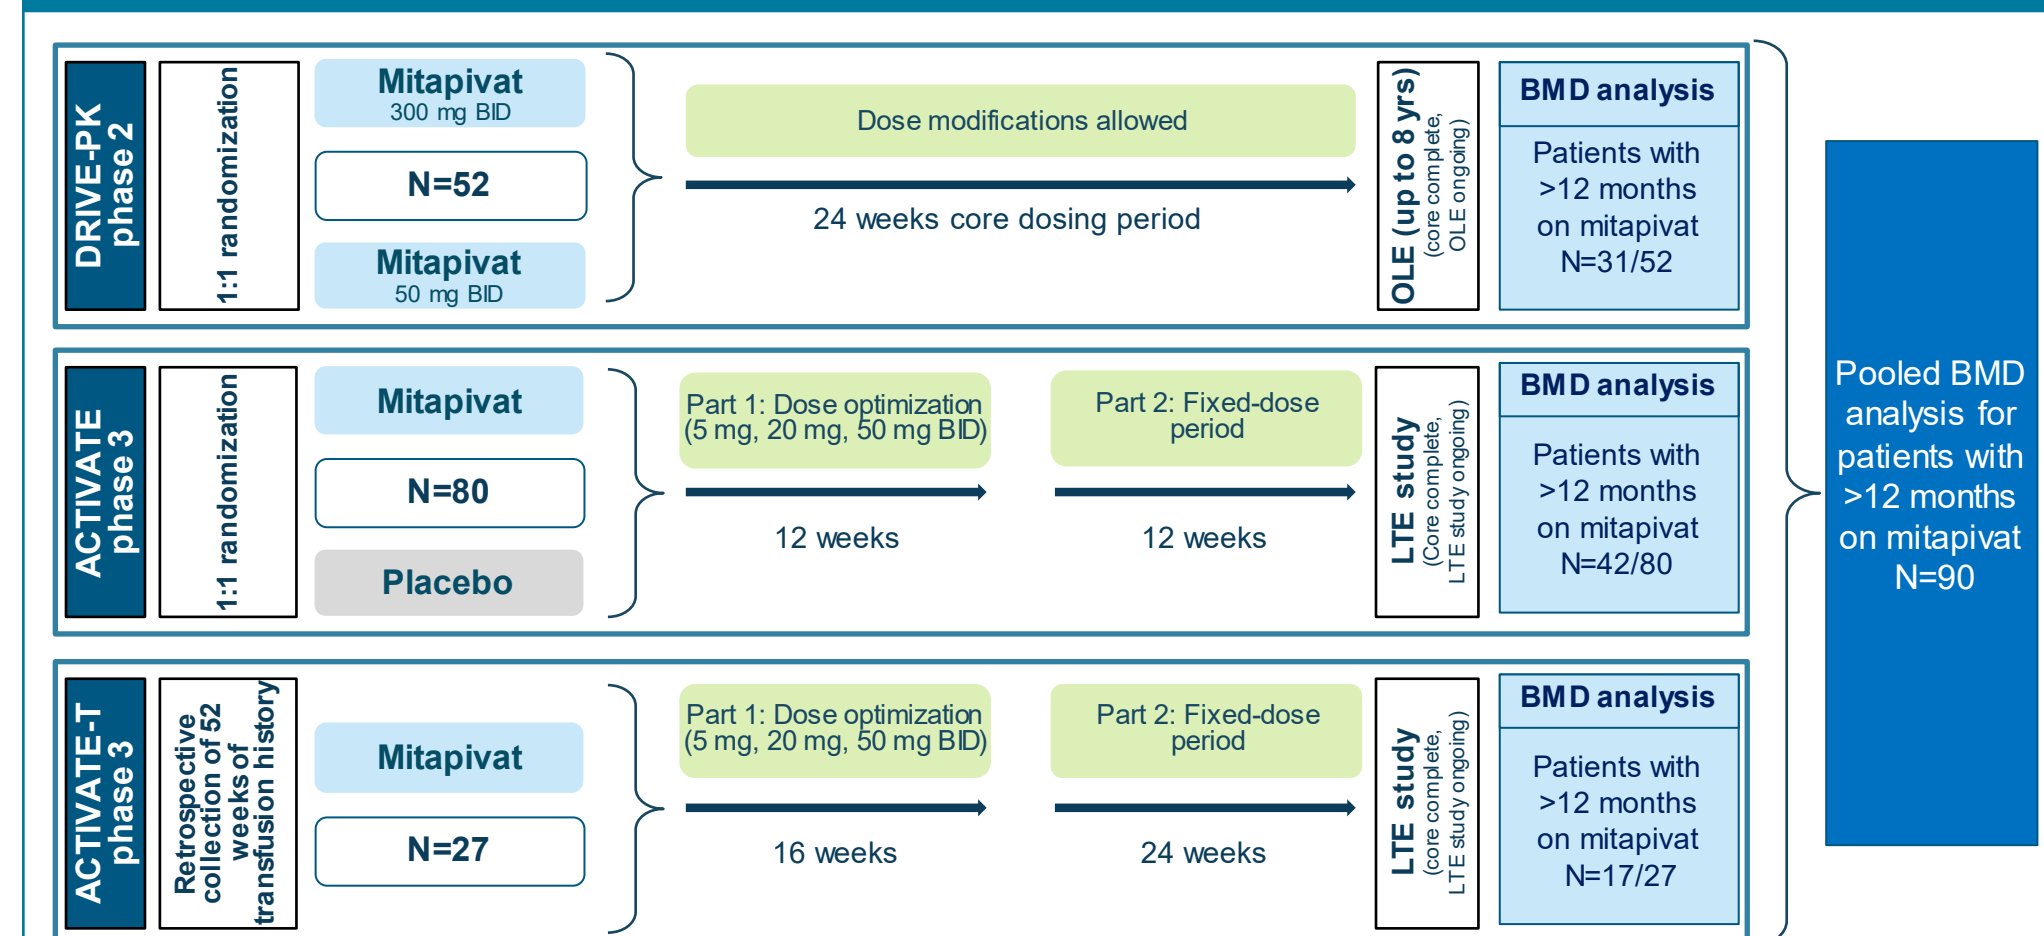 DRIVE-PK
phase 2
1:1 randomization
Mitapivat
300 mg BID
N=52
Mitapivat
50 mg BID
Dose modifications allowed
24 weeks core dosing period
OLE (up to 8 yrs)
(core complete,
OLE ongoing)
BMD analysis
Patients with
>12 months
on mitapivat
N=31/52
ACTIVATE
phase 3
1:1 randomization
Mitapivat
N=80
Placebo
Part 1: Dose optimization
(5 mg, 20 mg, 50 mg BID)
12 weeks
Part 2: Fixed-dose
period
12 weeks
LTE study
(Core complete,
LTE study ongoing)
BMD analysis
Patients with
>12 months
on mitapivat
N=42/80
ACTIVATE-T
phase 3
Retrospective
collection of 52
weeks of
transfusion history
Mitapivat
N=27
Part 1: Dose optimization
(5 mg, 20 mg, 50 mg BID)
16 weeks
Part 2: Fixed-dose
period
24 weeks
LTE study
(core complete,
LTE study ongoing)
BMD analysis
Patients with
>12 months
on mitapivat
N=17/27
Pooled BMD
analysis for
patients with
>12 months
on mitapivat
N=90